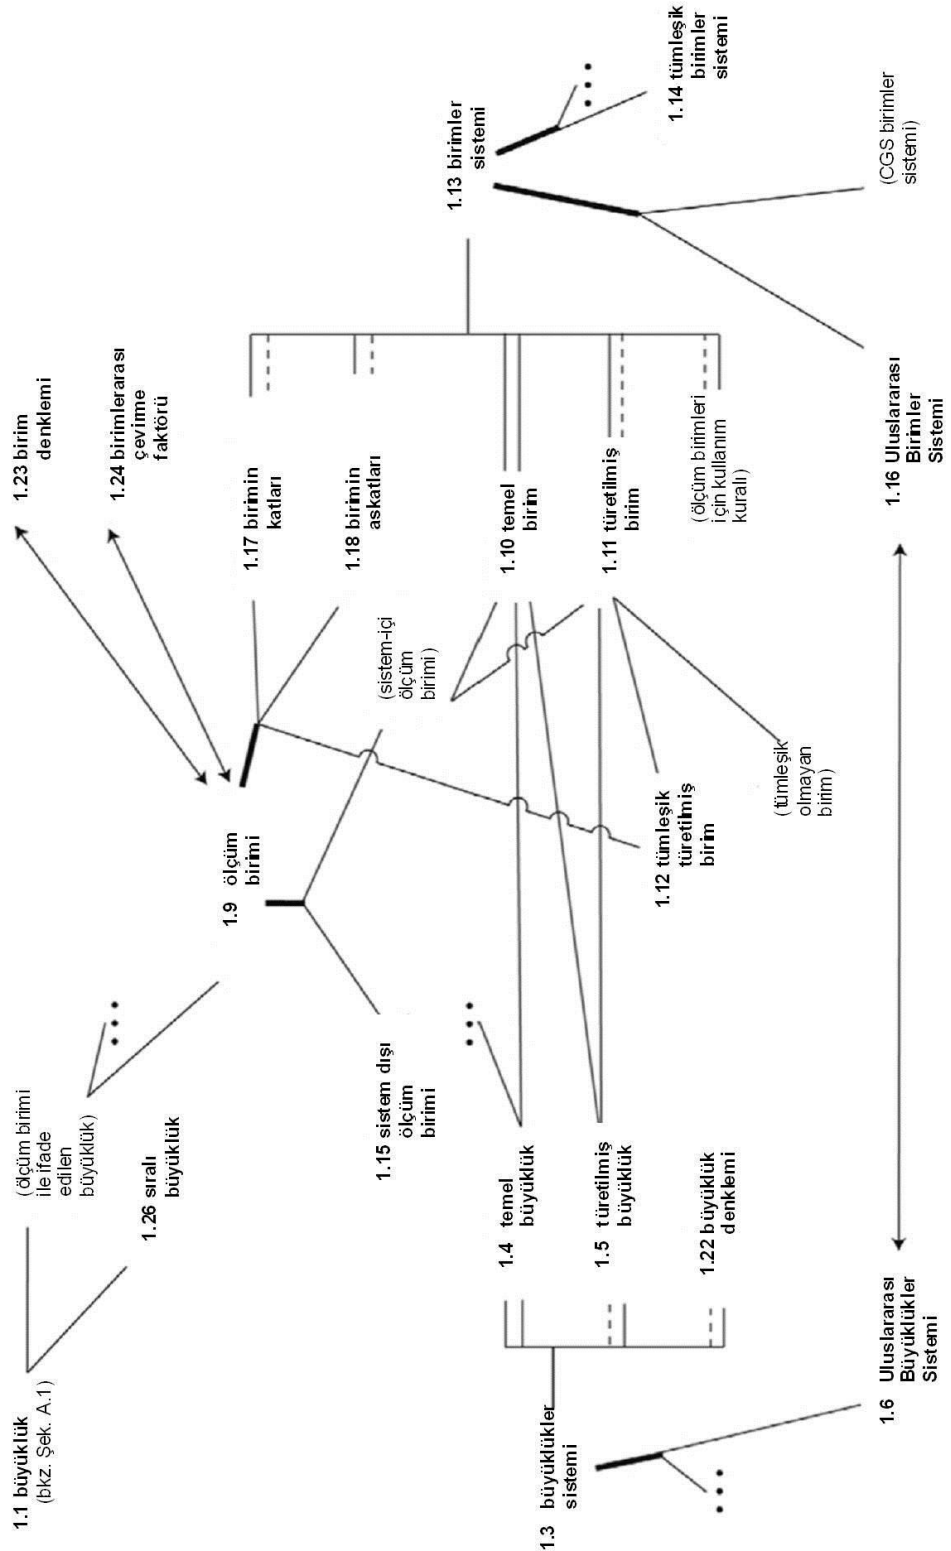 1.1 büyüklük
(bkz. Şek. A.1)
(ölçüm birimi
ile ifade
edilen
büyüklük)
1.26 sıralı
büyüklük
1.9 ölçüm
birimi
1.23 birim
denklemi
1.24 birimlerarası
çevirme
faktörü
1.15 sistem dışı
ölçüm
birimi
(sistem-içi
ölçüm
birimi)
1.17 birimin
katları
1.18 birimin
askatları
1.13 birimler
sistemi
1.14 tümleşik
birimler
sistemi
1.3 büyüklükler
sistemi
1.4 temel
büyüklük
1.5 türetilmiş
büyüklük
1.22 büyüklük
denklemi
1.10 temel
birim
1.11 türetilmiş
birim
(ölçüm birimleri
için kullanım
kuralı)
1.12 tümleşik
türetilmiş
birim
(tümleşik
olmayan
birim)
(CGS birimler
sistemi)
1.6 Uluslararası
Büyüklükler
Sistemi
1.16 Uluslararası
Birimler
Sistemi